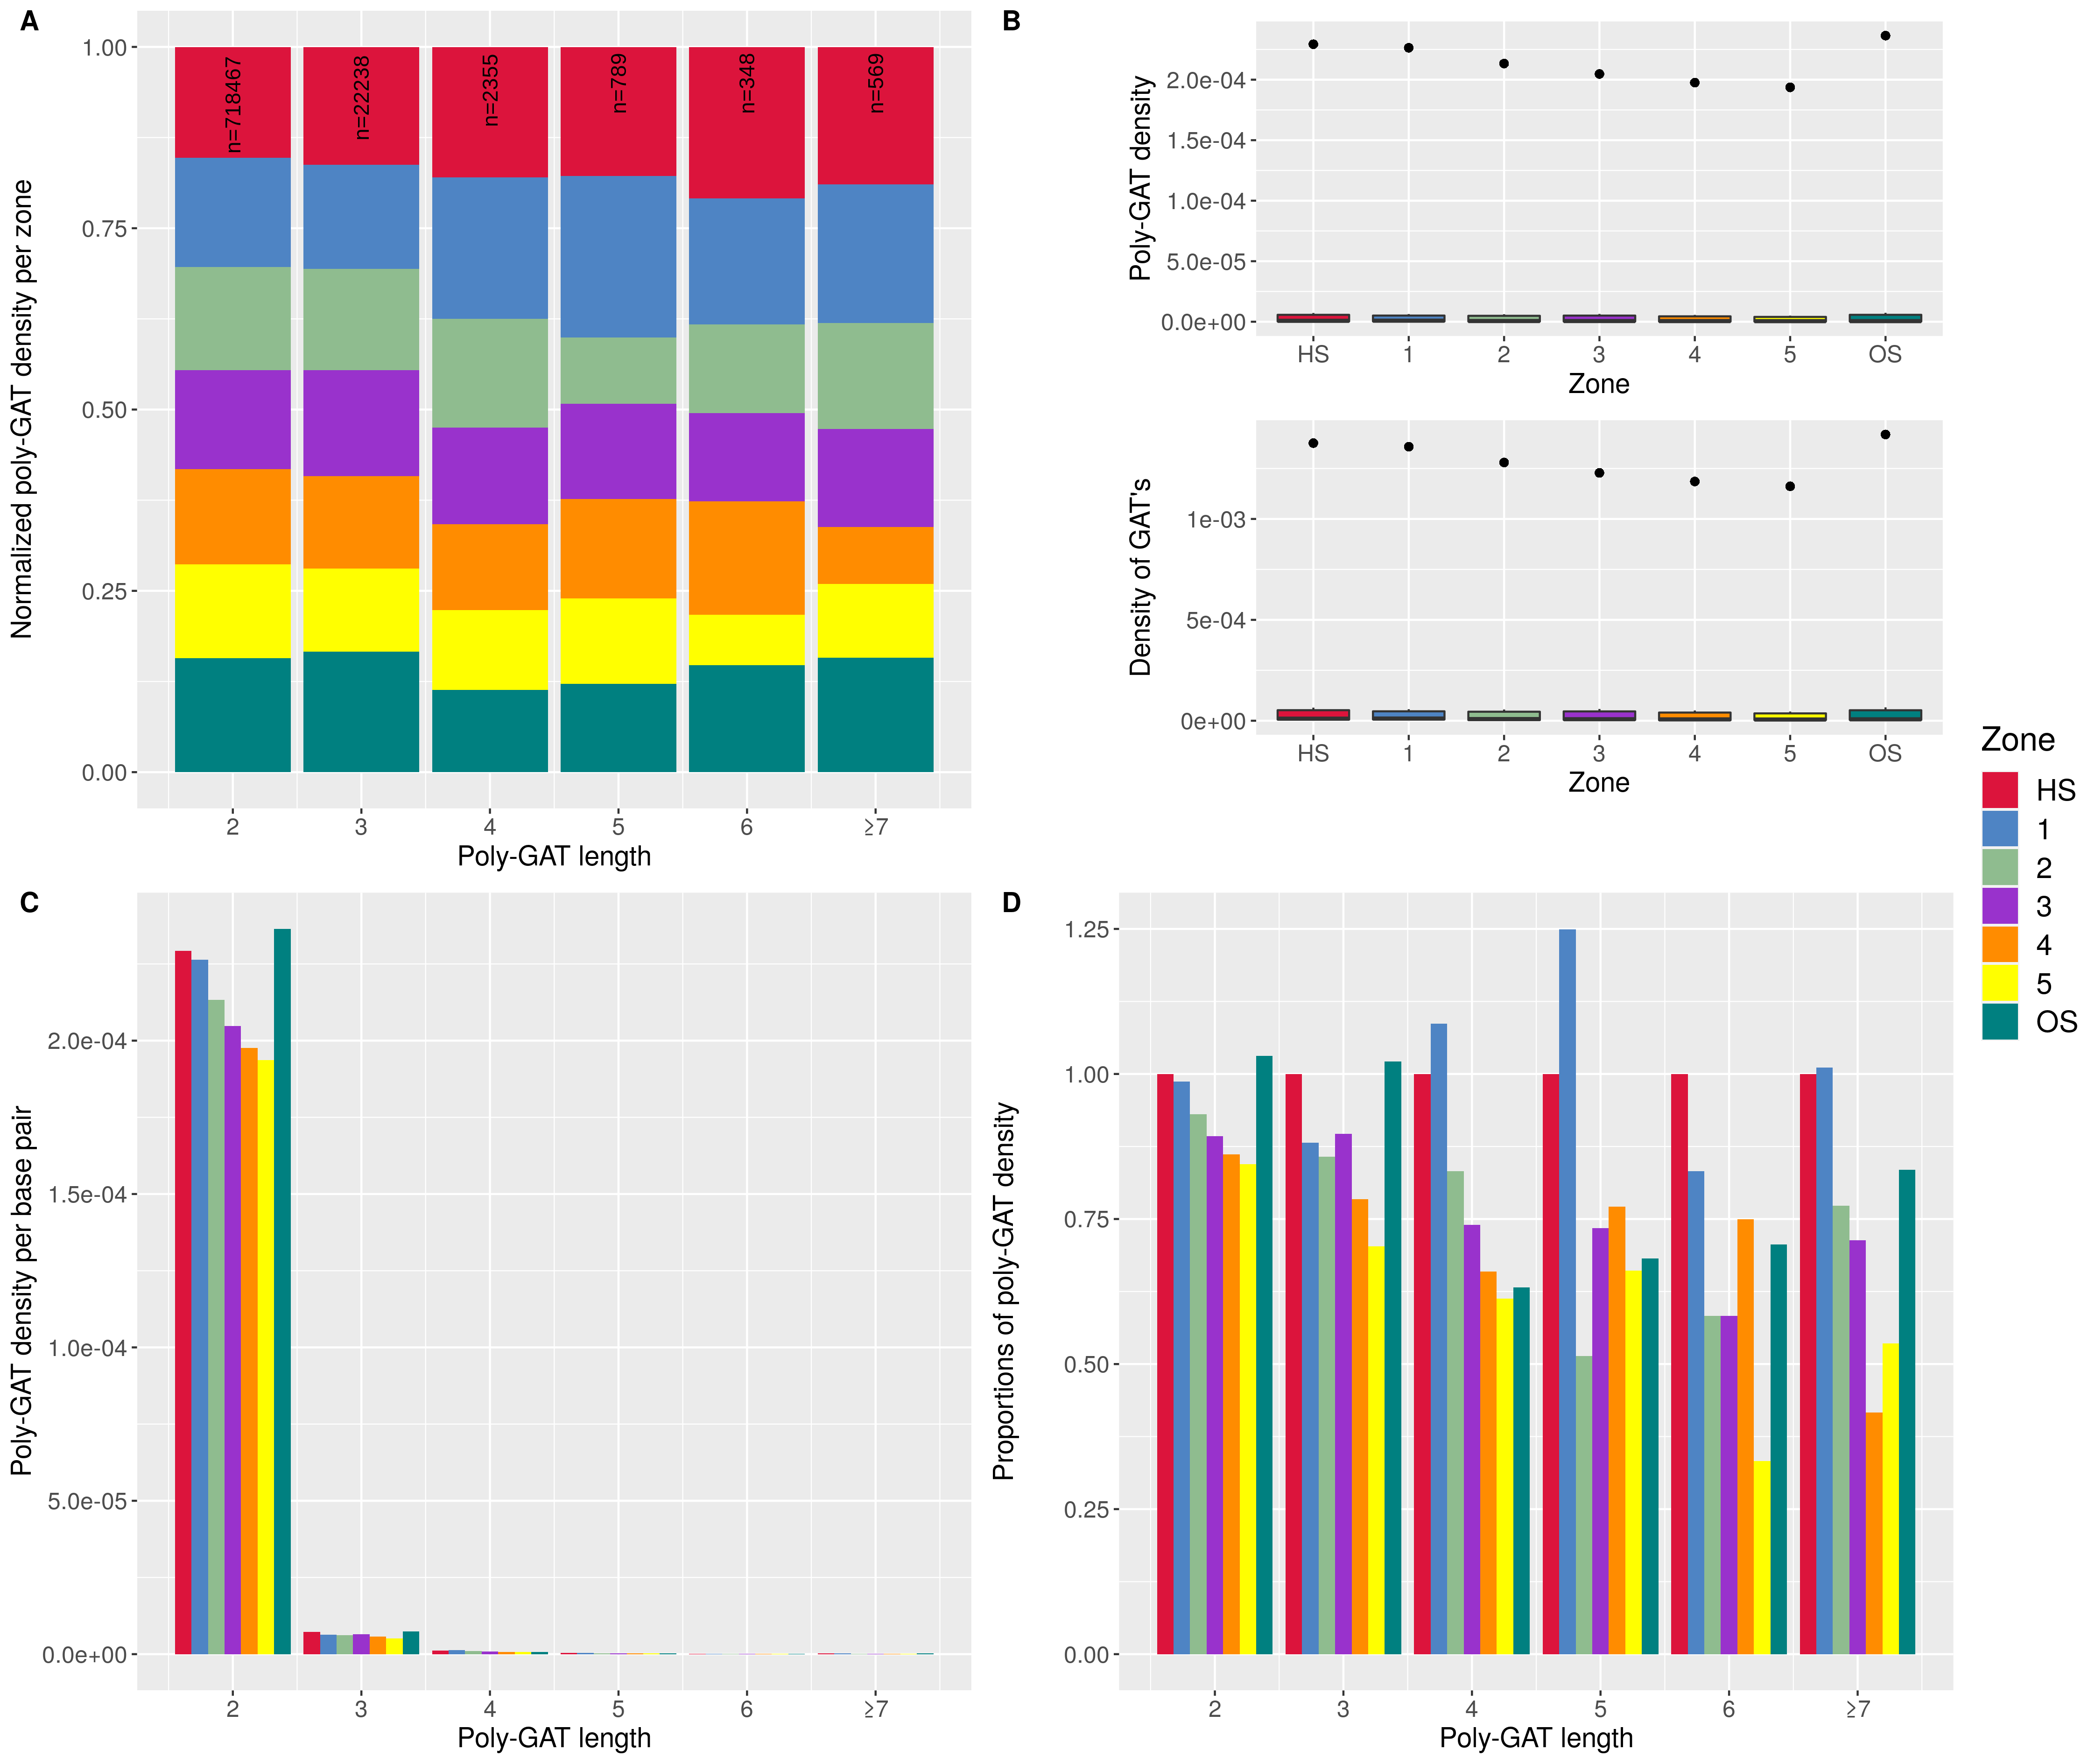 A
Normalized poly-GAT density per zone
1.00
0.75
0.50
0.25
0.00
n=718467
n=22238
n=2355
n=789
n=348
n=569
2
3
4
5
6
≥7
Poly-GAT length
B
Poly-GAT density
2.0e-04
1.5e-04
1.0e-04
5.0e-05
0.0e+00
HS
1
2
3
4
5
OS
Zone
Density of GAT's
1e-03
5e-04
0e+00
HS
1
2
3
4
5
OS
Zone
C
Poly-GAT density per base pair
2.0e-04
1.5e-04
1.0e-04
5.0e-05
0.0e+00
2
3
4
5
6
≥7
Poly-GAT length
D
Proportions of poly-GAT density
1.25
1.00
0.75
0.50
0.25
0.00
2
3
4
5
6
≥7
Poly-GAT length
Zone
HS
1
2
3
4
5
OS